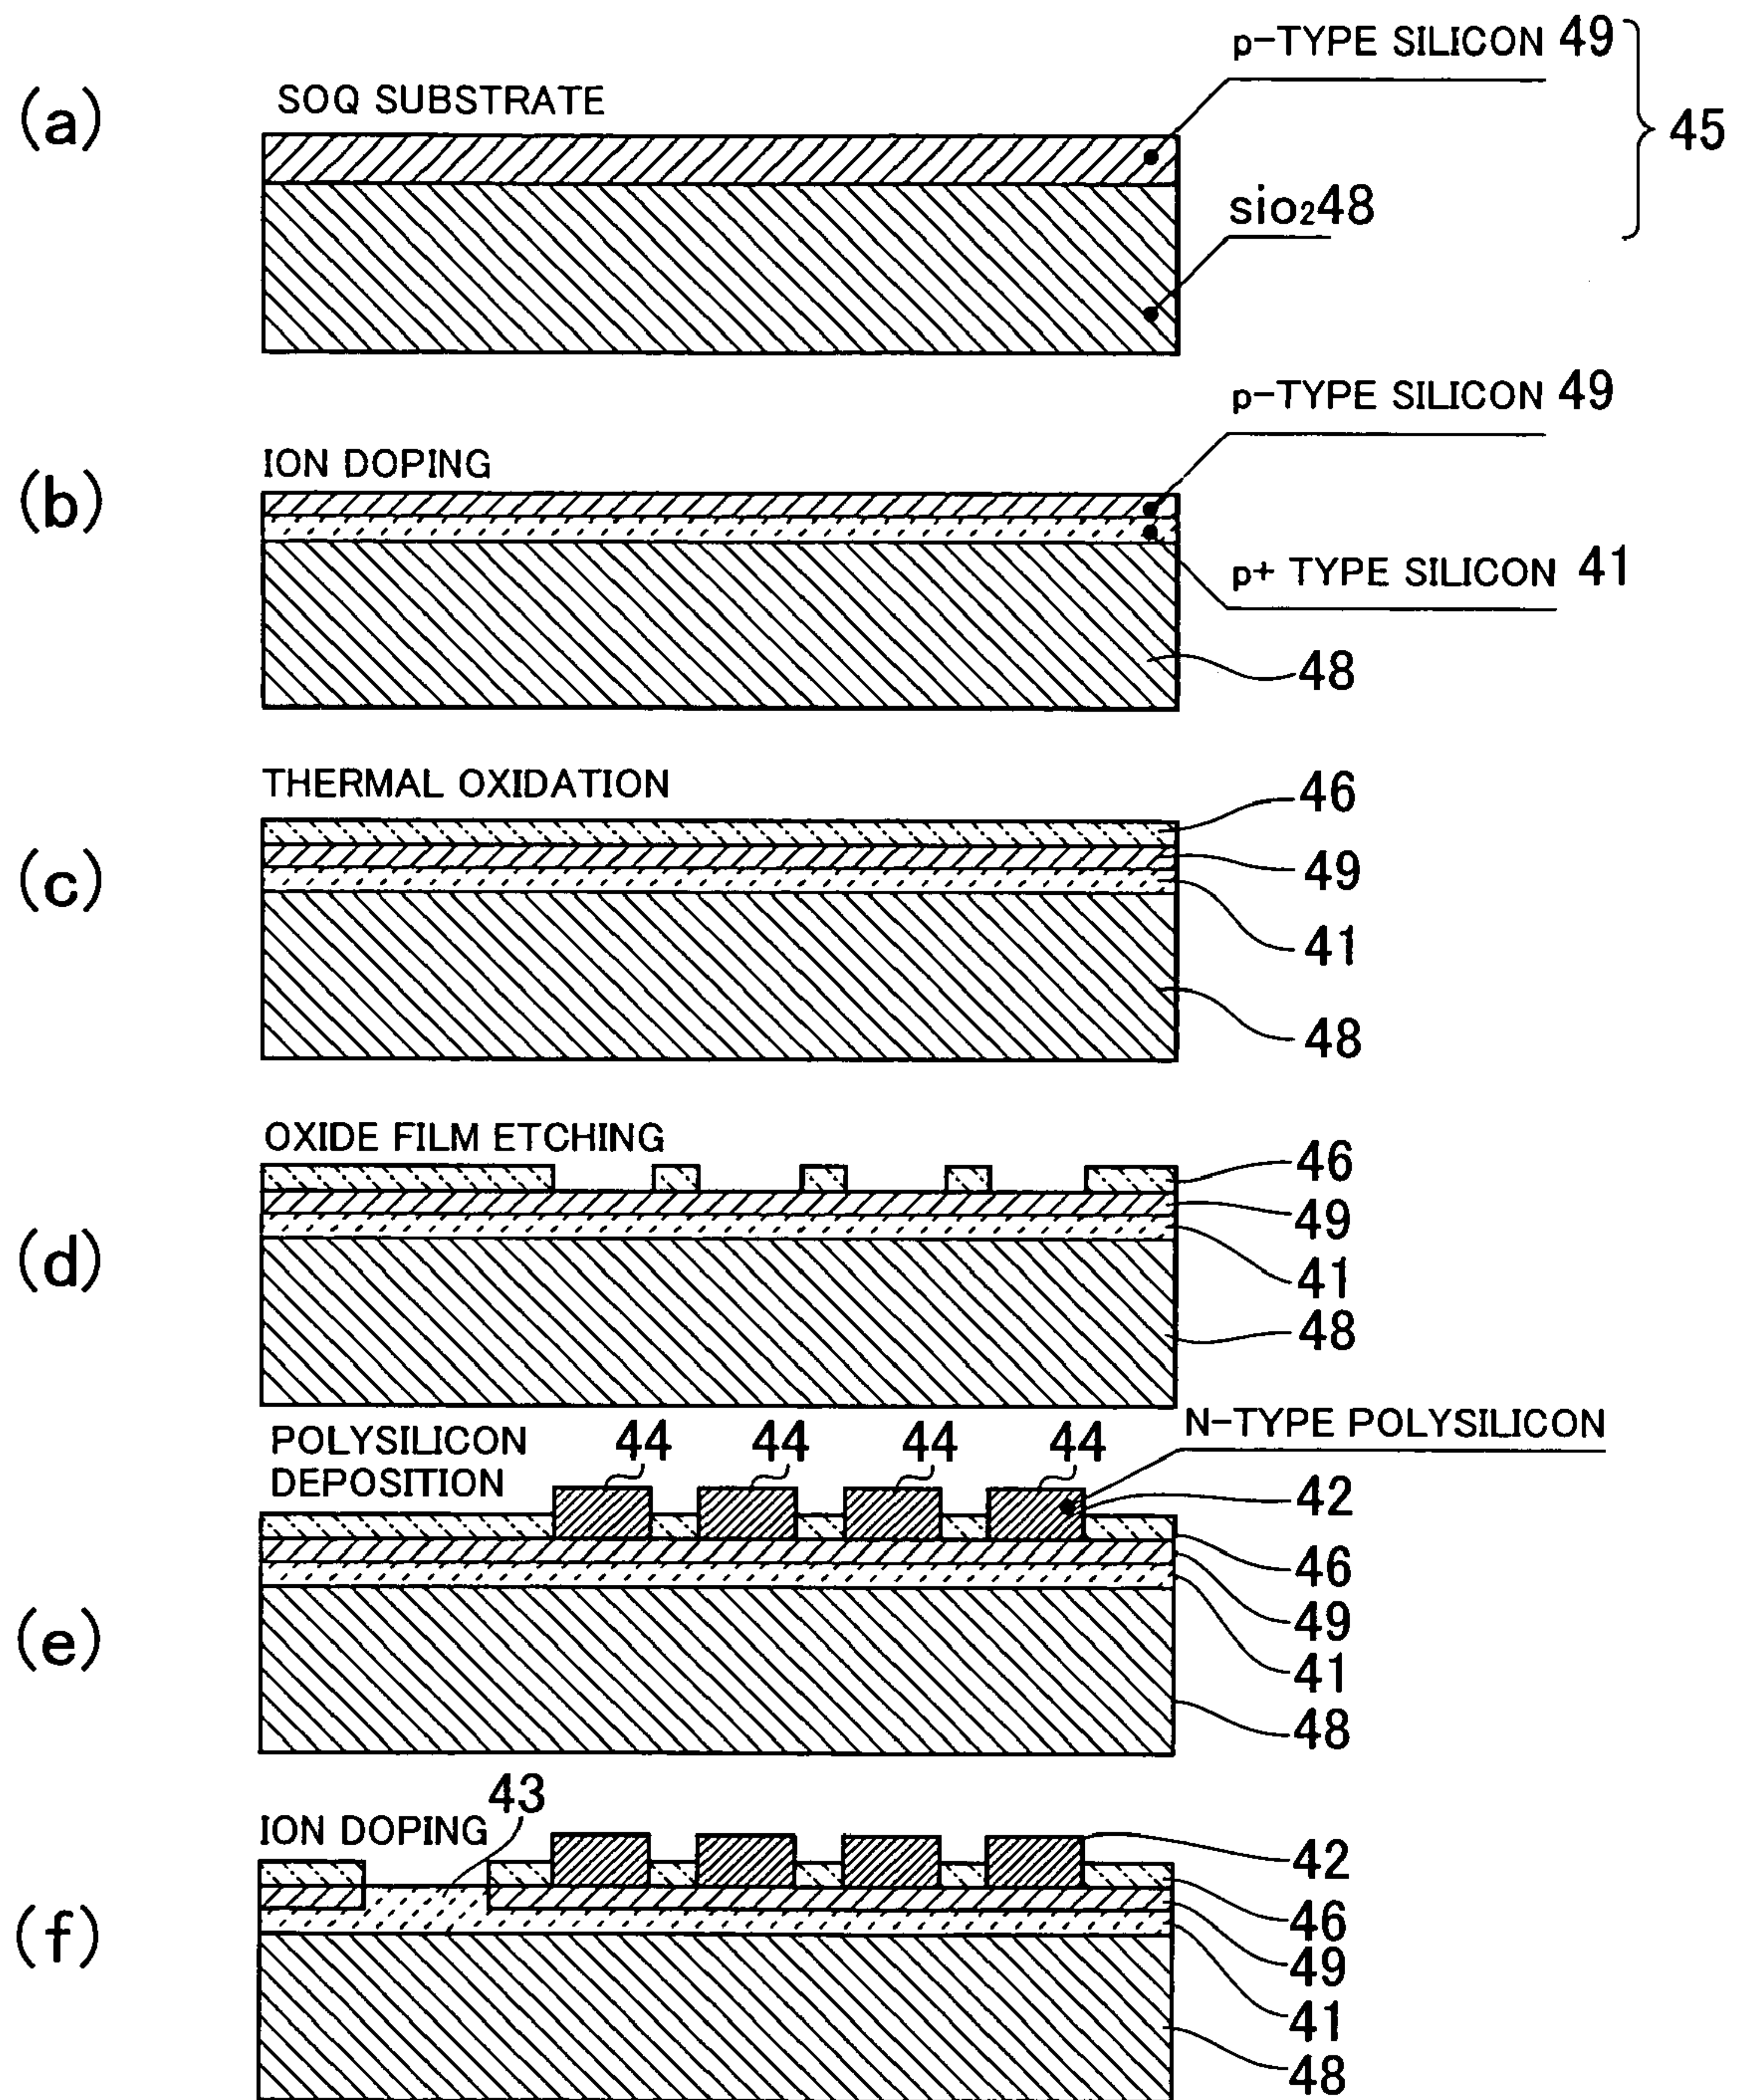 p-TYPE SILICON 49
(a)
SOQ SUBSTRATE
45
sio₂48
p-TYPE SILICON 49
(b)
ION DOPING
p+ TYPE SILICON 41
48
THERMAL OXIDATION
46
(c)
49
41
48
OXIDE FILM ETCHING
46
49
(d)
41
48
POLYSILICON
DEPOSITION
44
44
44
44
N-TYPE POLYSILICON
42
46
49
(e)
41
48
43
ION DOPING
42
46
(f)
49
41
48